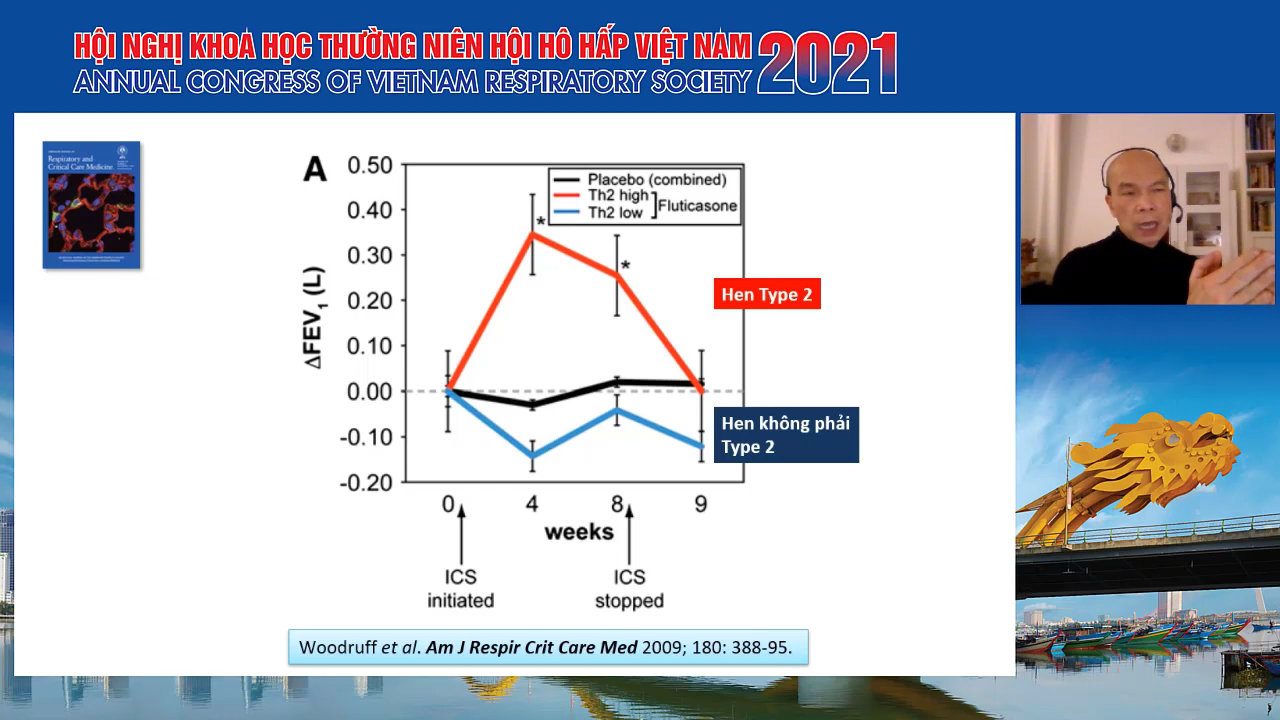 HỘI NGHỊ KHOA HỌC THƯỜNG NIÊN HỘI HÔ HẤP VIỆT NAM 2021
ANNUAL CONGRESS OF VIETNAM RESPIRATORY SOCIETY
Respiratory and
Critical Care Medicine
A
0.50
0.40
0.30
0.20
0.10
0.00
-0.10
-0.20
ΔFEV1 (L)
Placebo (combined)
Th2 high
Th2 low
Fluticasone
*
*
Hen Type 2
Hen không phải
Type 2
0 4 8 9
weeks
ICS
initiated
ICS
stopped
Woodruff et al. Am J Respir Crit Care Med 2009; 180: 388-95.